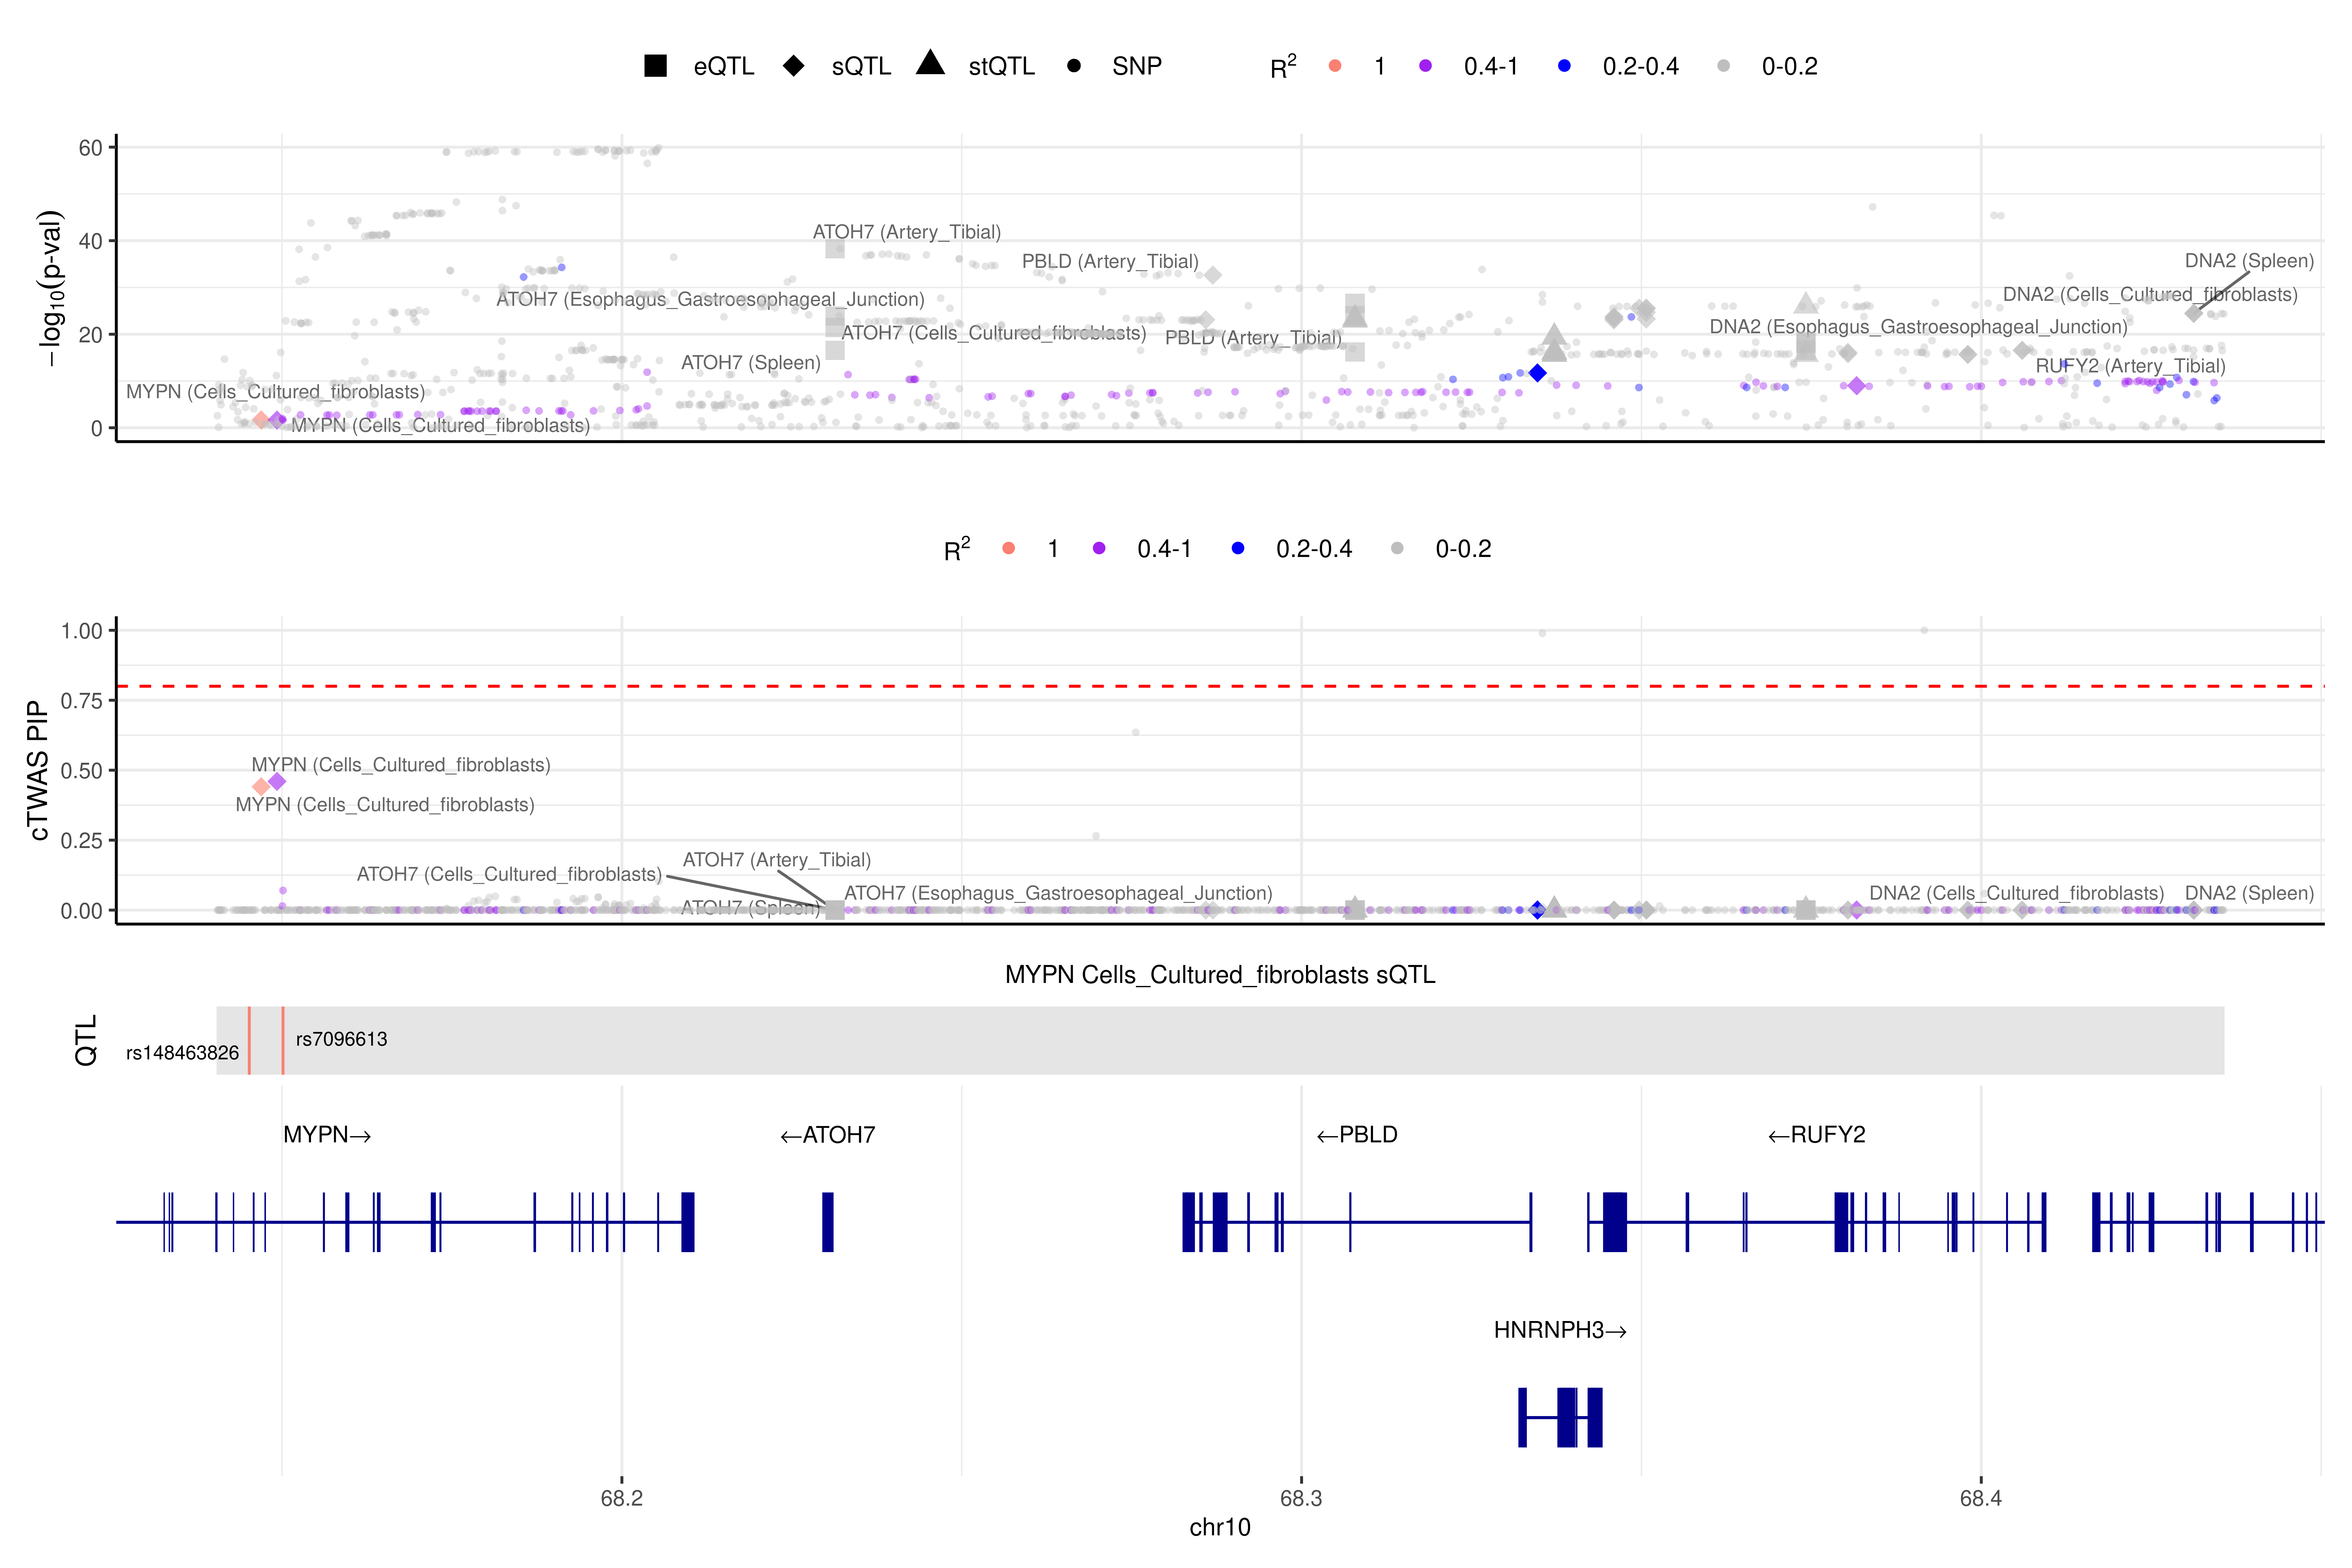 eQTL sQTL stQTL SNP R2 1 0.4-1 0.2-0.4 0-0.2
−log10(p-val)
60
40
20
0
ATOH7 (Artery_Tibial)
PBLD (Artery_Tibial)
DNA2 (Spleen)
ATOH7 (Esophagus_Gastroesophageal_Junction)
DNA2 (Cells_Cultured_fibroblasts)
ATOH7 (Cells_Cultured_fibroblasts)
PBLD (Artery_Tibial)
DNA2 (Esophagus_Gastroesophageal_Junction)
ATOH7 (Spleen)
RUFY2 (Artery_Tibial)
MYPN (Cells_Cultured_fibroblasts)
MYPN (Cells_Cultured_fibroblasts)
R2 1 0.4-1 0.2-0.4 0-0.2
cTWAS PIP
1.00
0.75
0.50
0.25
0.00
MYPN (Cells_Cultured_fibroblasts)
MYPN (Cells_Cultured_fibroblasts)
ATOH7 (Artery_Tibial)
ATOH7 (Cells_Cultured_fibroblasts)
ATOH7 (Esophagus_Gastroesophageal_Junction)
DNA2 (Cells_Cultured_fibroblasts)
DNA2 (Spleen)
ATOH7 (Spleen)
MYPN Cells_Cultured_fibroblasts sQTL
QTL
rs148463826
rs7096613
MYPN→
←ATOH7
←PBLD
←RUFY2
HNRNPH3→
68.2
68.3
68.4
chr10